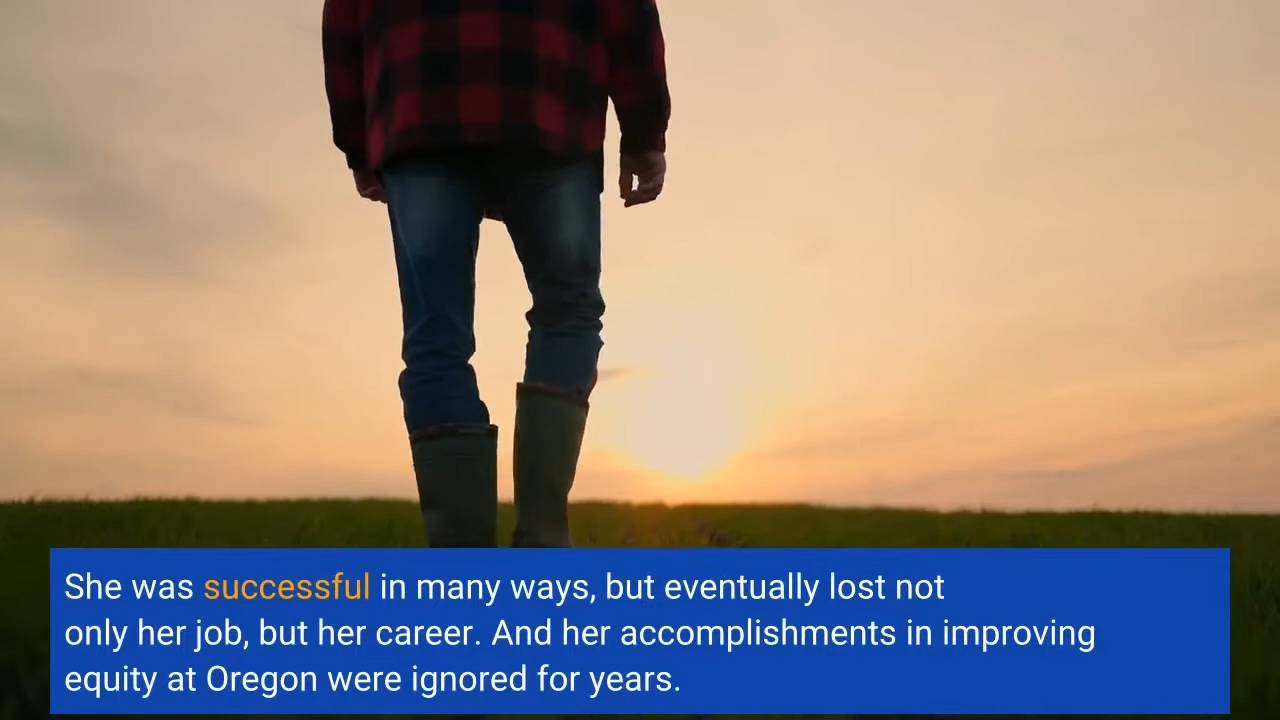 She was successful in many ways, but eventually lost not
only her job, but her career. And her accomplishments in improving
equity at Oregon were ignored for years.